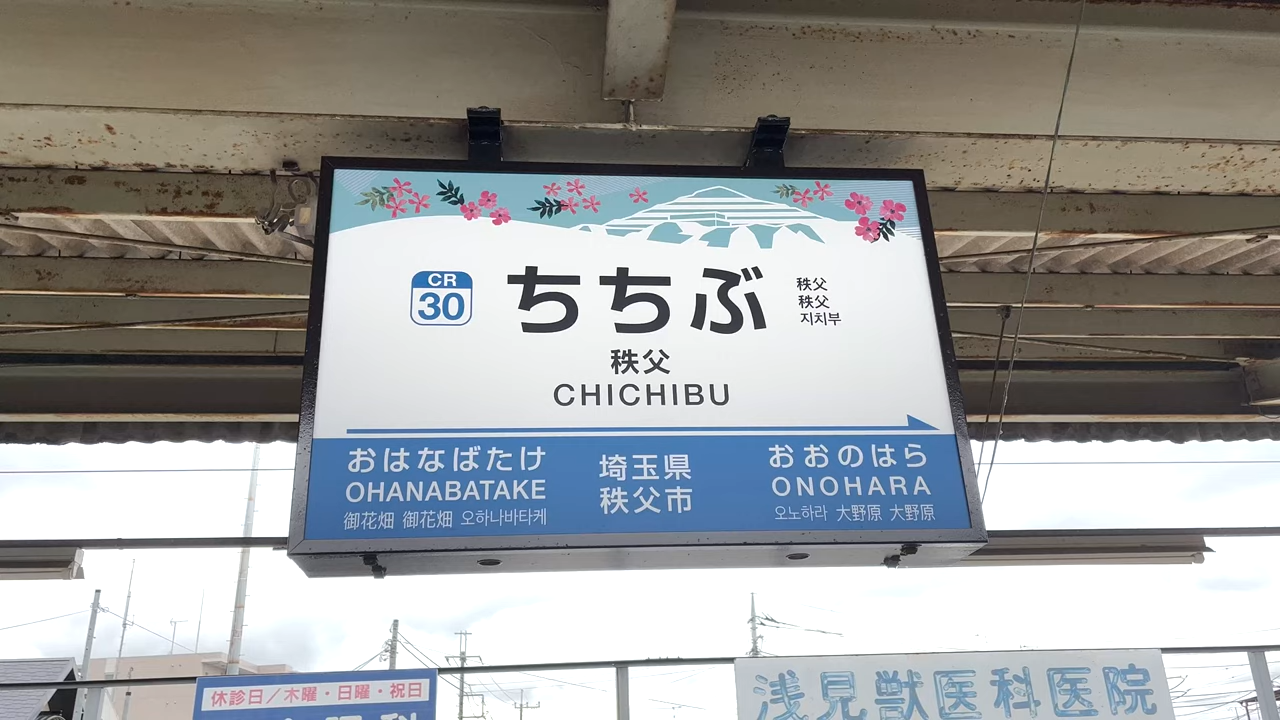 CR
30
ちちぶ
秩父
秩父
지치부
秩父
CHICHIBU
おはなばたけ
OHANABATAKE
御花畑 御花畑 오하나바타케
埼玉県
秩父市
おおのはら
ONOHARA
오노하라 大野原 大野原
休診日／木曜・日曜・祝日
浅見獣医科医院